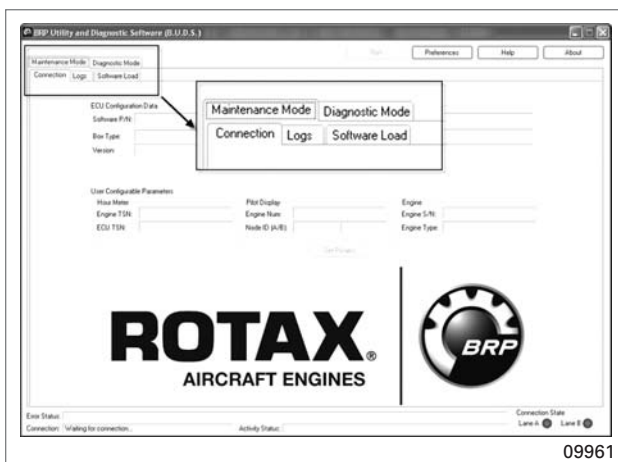 BRP Utility and Diagnostic Software (B.U.D.S.)
Start Preferences Help About
Maintenance Mode Diagnostic Mode
Connection Logs Software Load
Maintenance Mode Diagnostic Mode
Connection Logs Software Load
ECU Configuration Data
Software P/N:
Box Type:
Version:
User Configurable Parameters
Hour Meter Pilot Display Engine
Engine TSN: Engine Num: Engine S/N:
ECU TSN: Node ID (A/B): Engine Type:
ROTAX®
AIRCRAFT ENGINES
BRP
Error Status: Connection State
Connection: Waiting for connection... Activity Status: Lane A Lane B
09961